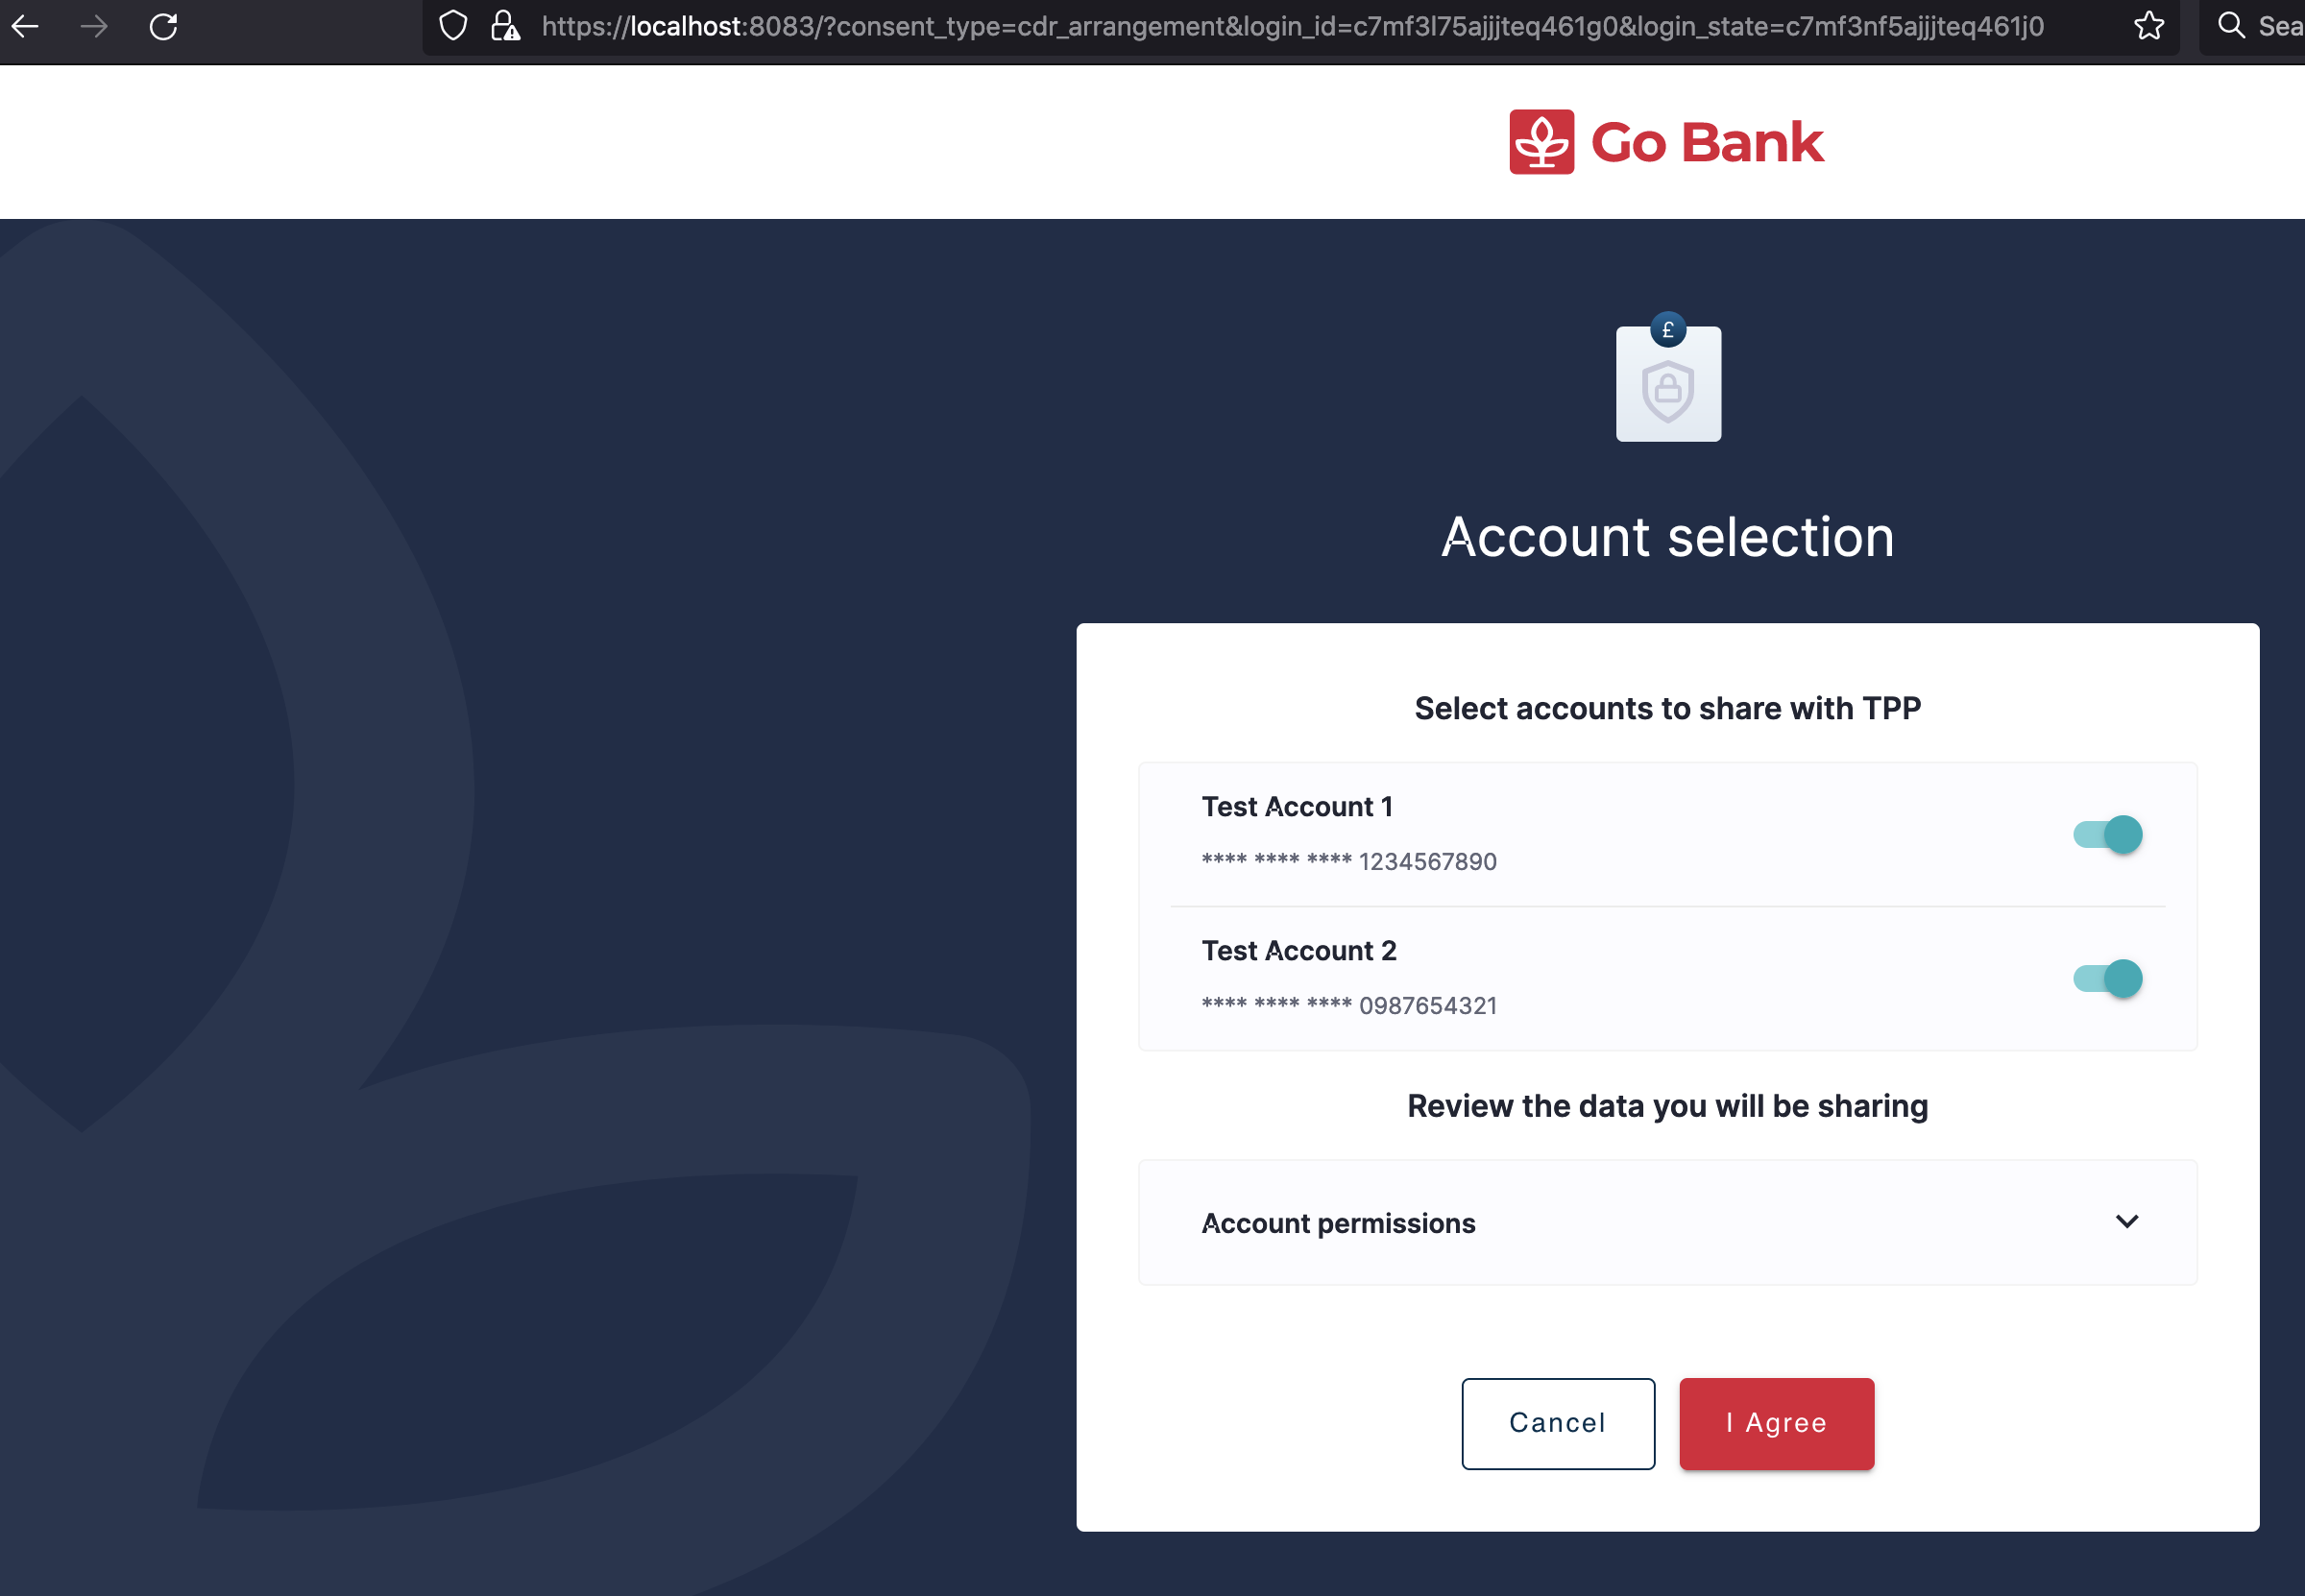 https://localhost:8083/?consent_type=cdr_arrangement&login_id=c7mf3l75ajjjteq461g0&login_state=c7mf3nf5ajjjteq461j0
Sea
Go Bank
£
Account selection
Select accounts to share with TPP
Test Account 1
**** **** **** 1234567890
Test Account 2
**** **** **** 0987654321
Review the data you will be sharing
Account permissions
Cancel
I Agree